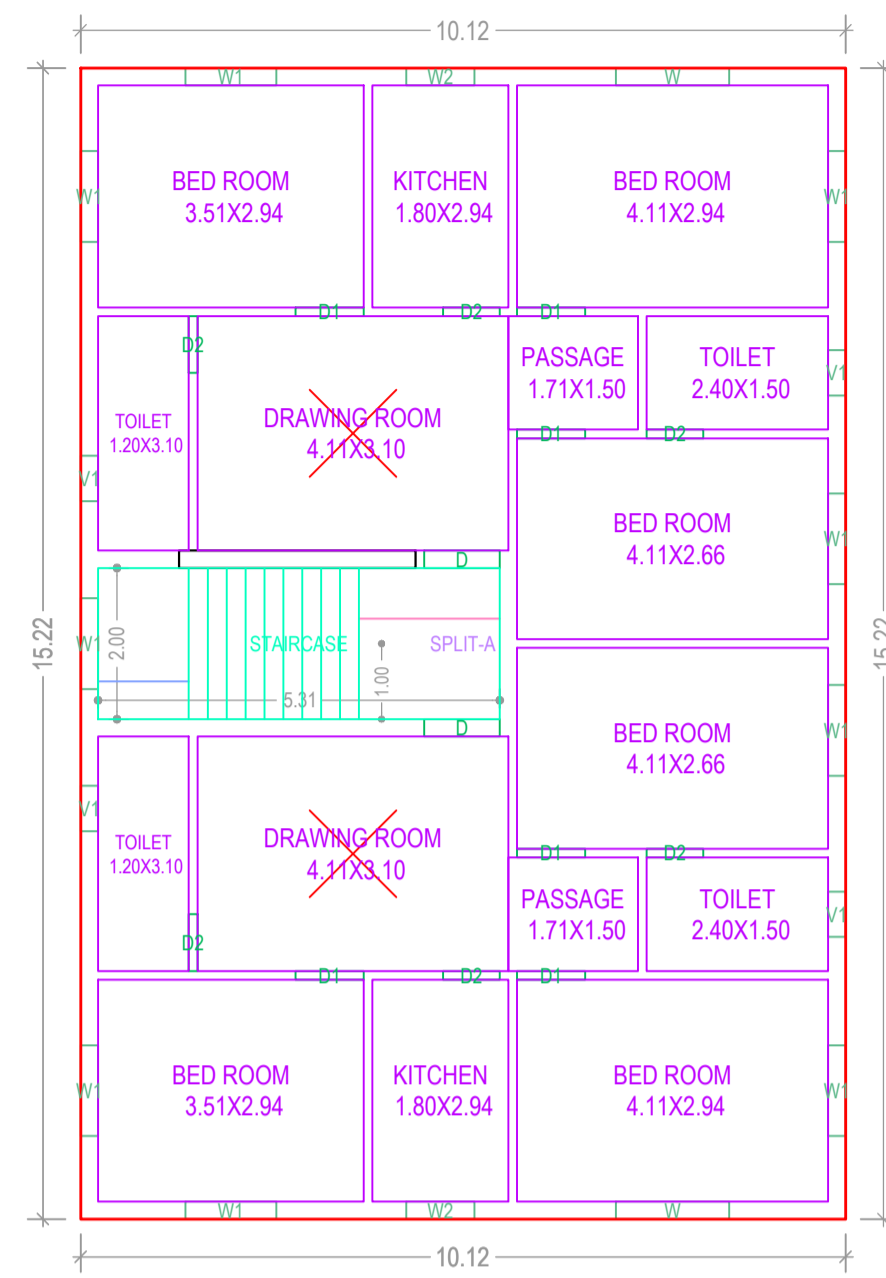 10.12
W1 W2 W
BED ROOM
3.51X2.94
KITCHEN
1.80X2.94
BED ROOM
4.11X2.94
W1
W1
D1 D2 D1
D2
PASSAGE
1.71X1.50
TOILET
2.40X1.50
V1
TOILET
1.20X3.10
DRAWING ROOM
4.11X3.10
D1 D2
V1
BED ROOM
4.11X2.66
W1
D
15.22
W1
2.00
STAIRCASE
SPLIT-A
1.00
5.31
15.22
D
BED ROOM
4.11X2.66
W1
V1
TOILET
1.20X3.10
DRAWING ROOM
4.11X3.10
D1 D2
PASSAGE
1.71X1.50
TOILET
2.40X1.50
V1
D2
D1 D2 D1
BED ROOM
3.51X2.94
KITCHEN
1.80X2.94
BED ROOM
4.11X2.94
W1
W1
W1 W2 W
10.12